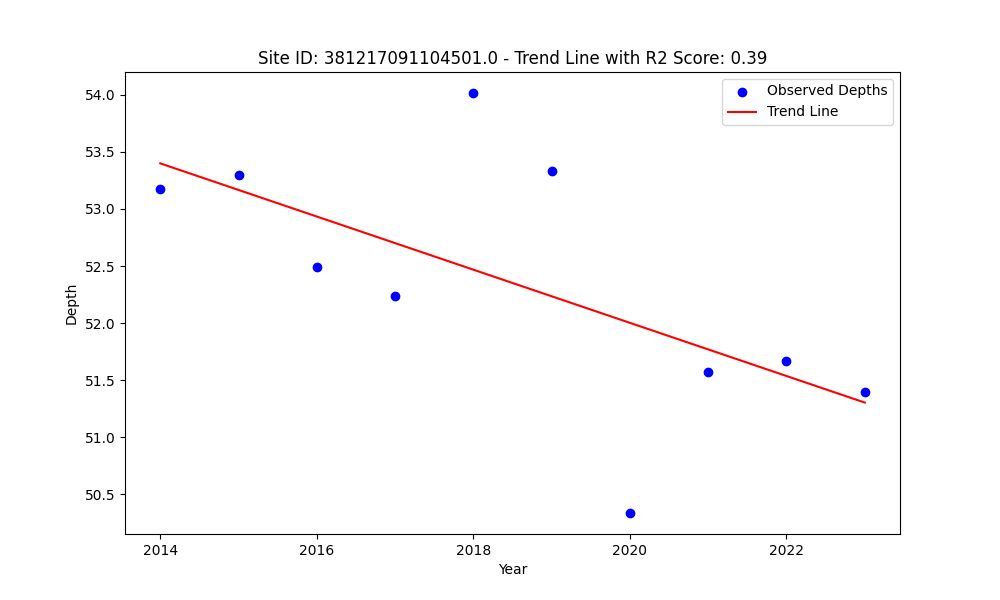 Site ID: 381217091104501.0 - Trend Line with R2 Score: 0.39
Observed Depths
Trend Line
54.0
53.5
53.0
52.5
52.0
51.5
51.0
50.5
Depth
2014
2016
2018
2020
2022
Year